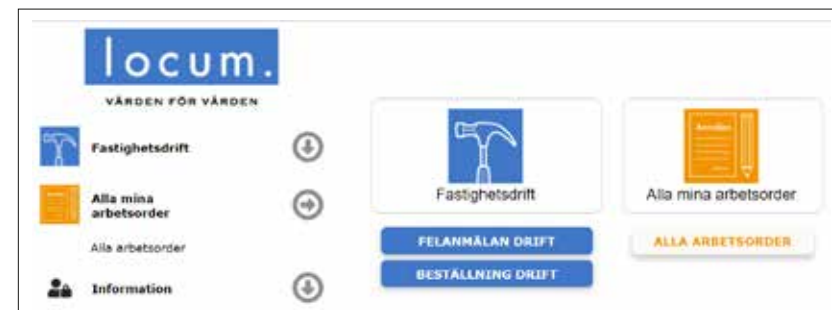 locum.
VÄRDEN FÖR VÅRDEN
Fastighetsdrift
Alla mina
arbetsorder
Alla arbetsorder
Information
Fastighetsdrift
FELANMÄLAN DRIFT
BESTÄLLNING DRIFT
Alla mina arbetsorder
ALLA ARBETSORDER